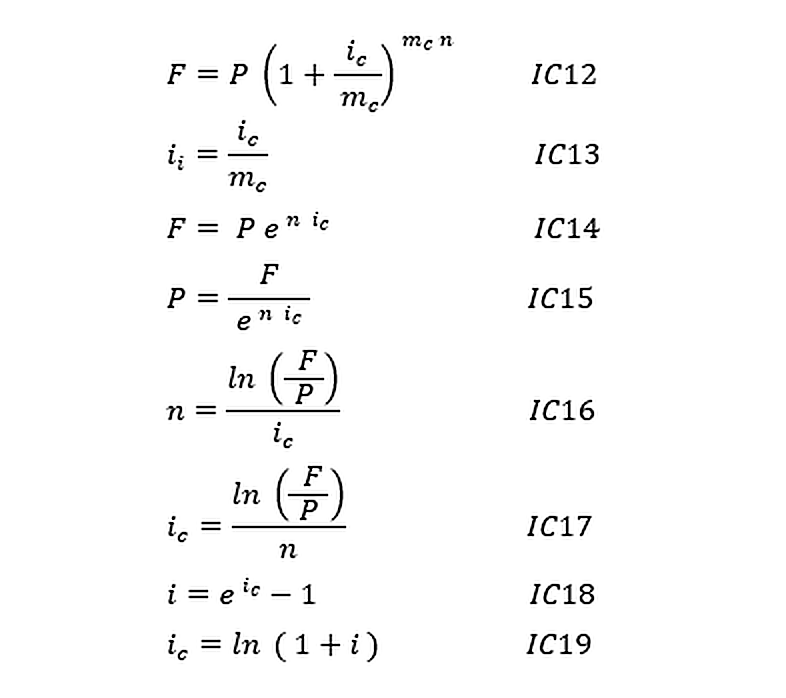 F = P (1 + i_c/m_c)^{m_c n} IC12
i_i = i_c/m_c IC13
F = P e^{n i_c} IC14
P = F/e^{n i_c} IC15
n = ln (F/P)/i_c IC16
i_c = ln (F/P)/n IC17
i = e^{i_c} − 1 IC18
i_c = ln (1 + i) IC19